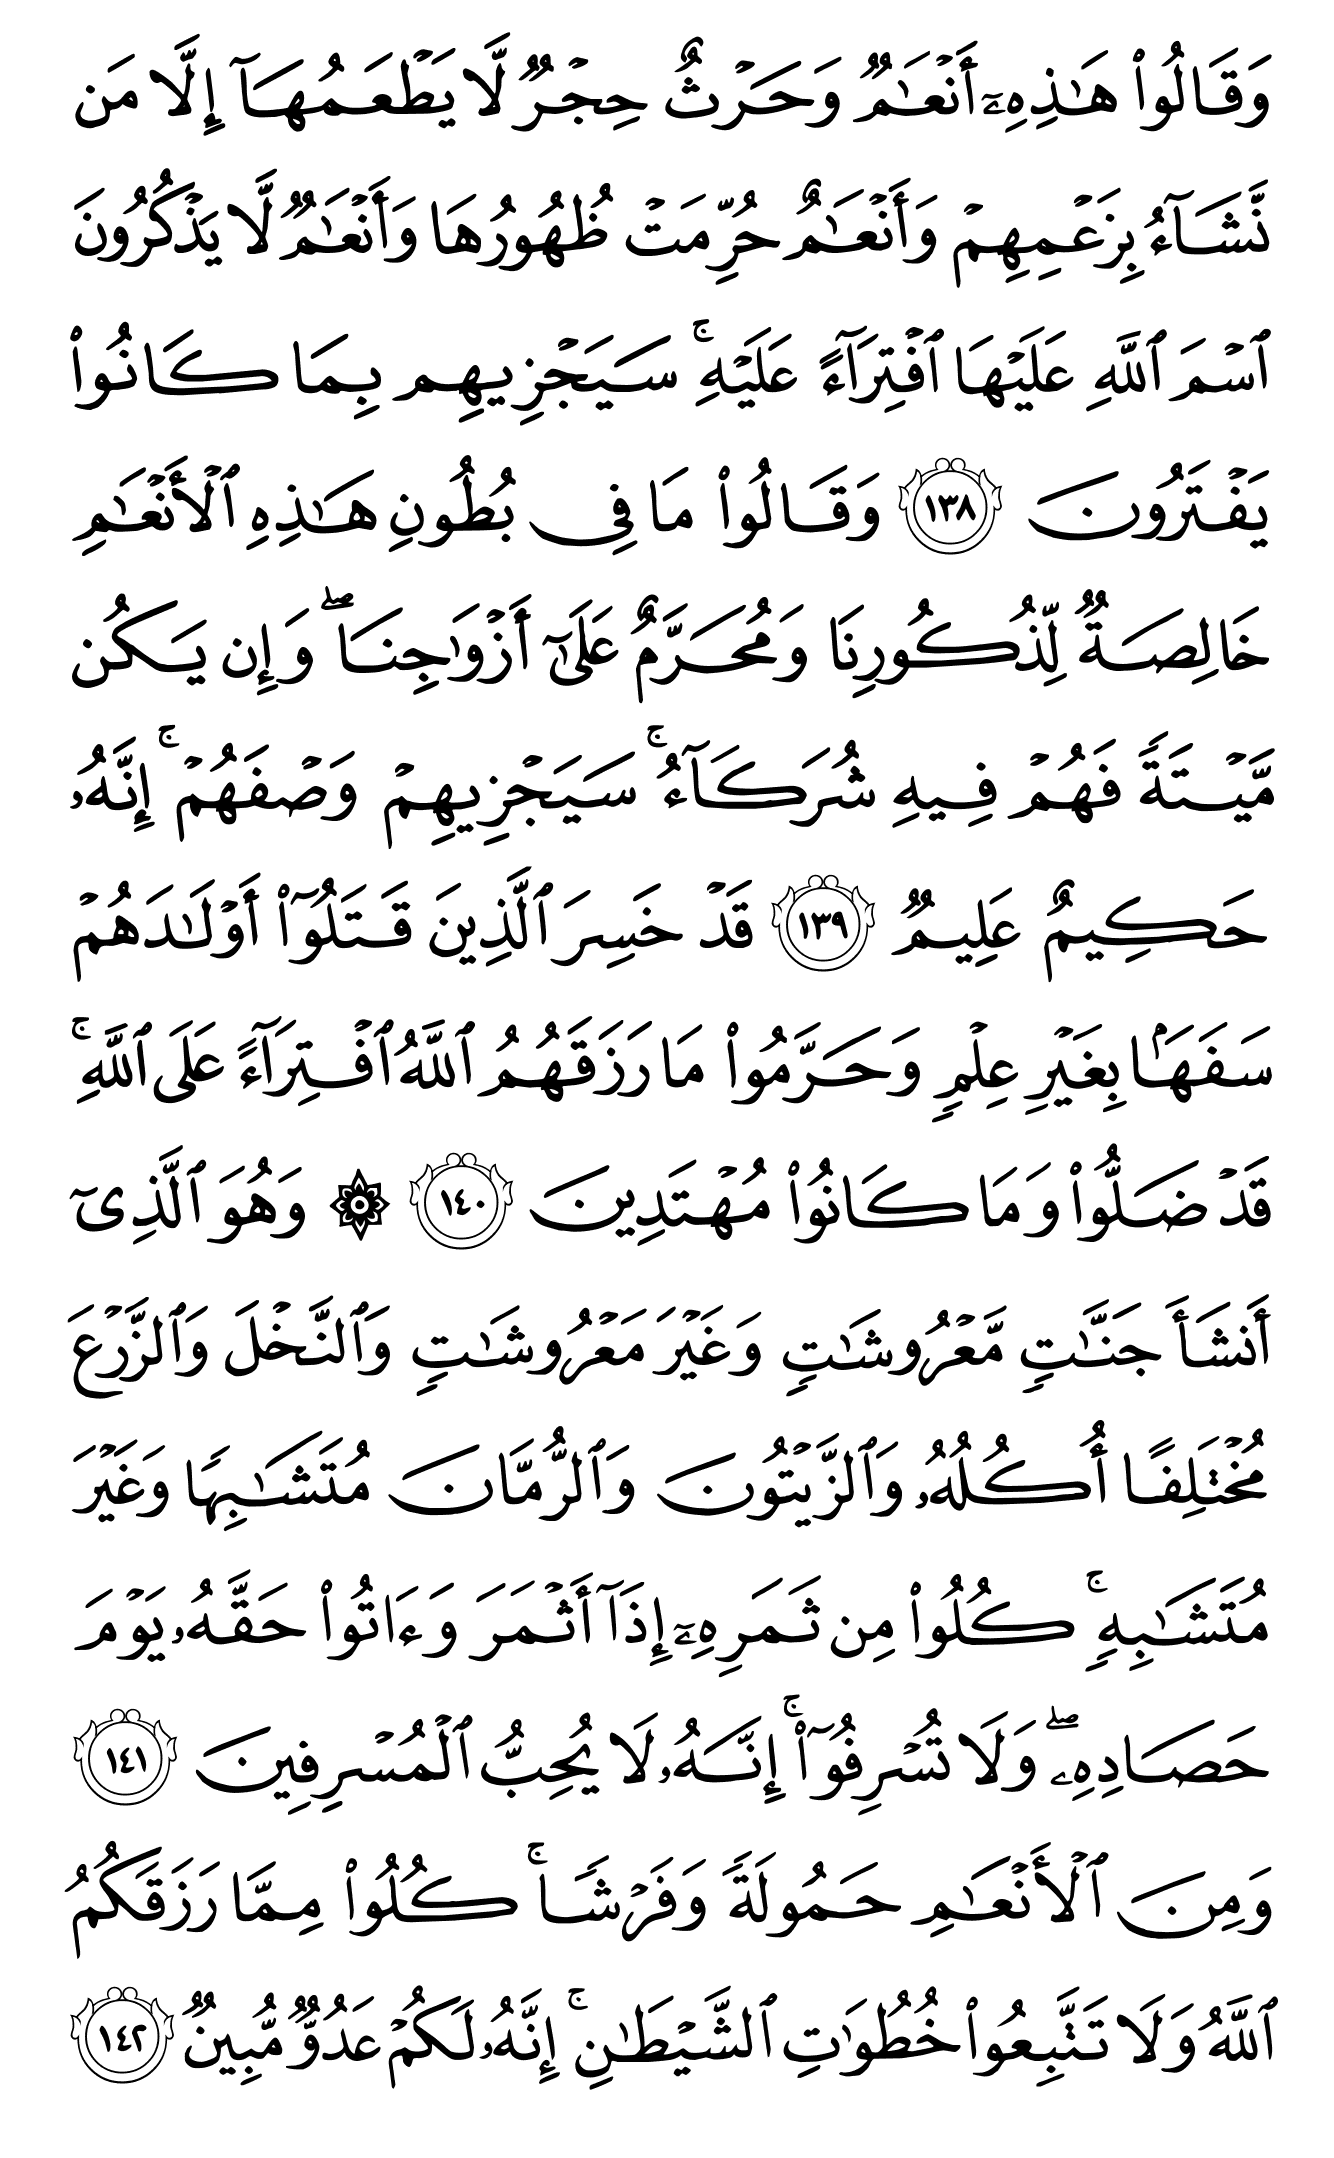 وَقَالُوا۟ هَـٰذِهِۦٓ أَنْعَـٰمٌۭ وَحَرْثٌ حِجْرٌۭ لَّا يَطْعَمُهَآ إِلَّا مَن
نَّشَآءُ بِزَعْمِهِمْ وَأَنْعَـٰمٌ حُرِّمَتْ ظُهُورُهَا وَأَنْعَـٰمٌۭ لَّا يَذْكُرُونَ
ٱسْمَ ٱللَّهِ عَلَيْهَا ٱفْتِرَآءً عَلَيْهِ ۚ سَيَجْزِيهِم بِمَا كَانُوا۟
يَفْتَرُونَ ١٣٨ وَقَالُوا۟ مَا فِى بُطُونِ هَـٰذِهِ ٱلْأَنْعَـٰمِ
خَالِصَةٌۭ لِّذُكُورِنَا وَمُحَرَّمٌ عَلَىٰٓ أَزْوَٰجِنَا ۖ وَإِن يَكُن
مَّيْتَةًۭ فَهُمْ فِيهِ شُرَكَآءُ ۚ سَيَجْزِيهِمْ وَصْفَهُمْ ۚ إِنَّهُۥ
حَكِيمٌ عَلِيمٌۭ ١٣٩ قَدْ خَسِرَ ٱلَّذِينَ قَتَلُوٓا۟ أَوْلَـٰدَهُمْ
سَفَهًۢا بِغَيْرِ عِلْمٍۢ وَحَرَّمُوا۟ مَا رَزَقَهُمُ ٱللَّهُ ٱفْتِرَآءً عَلَى ٱللَّهِ ۚ
قَدْ ضَلُّوا۟ وَمَا كَانُوا۟ مُهْتَدِينَ ١٤٠ ۞ وَهُوَ ٱلَّذِىٓ
أَنشَأَ جَنَّـٰتٍۢ مَّعْرُوشَـٰتٍۢ وَغَيْرَ مَعْرُوشَـٰتٍۢ وَٱلنَّخْلَ وَٱلزَّرْعَ
مُخْتَلِفًا أُكُلُهُۥ وَٱلزَّيْتُونَ وَٱلرُّمَّانَ مُتَشَـٰبِهًۭا وَغَيْرَ
مُتَشَـٰبِهٍۢ ۚ كُلُوا۟ مِن ثَمَرِهِۦٓ إِذَآ أَثْمَرَ وَءَاتُوا۟ حَقَّهُۥ يَوْمَ
حَصَادِهِۦ ۖ وَلَا تُسْرِفُوٓا۟ ۚ إِنَّهُۥ لَا يُحِبُّ ٱلْمُسْرِفِينَ ١٤١
وَمِنَ ٱلْأَنْعَـٰمِ حَمُولَةًۭ وَفَرْشًۭا ۚ كُلُوا۟ مِمَّا رَزَقَكُمُ
ٱللَّهُ وَلَا تَتَّبِعُوا۟ خُطُوَٰتِ ٱلشَّيْطَـٰنِ ۚ إِنَّهُۥ لَكُمْ عَدُوٌّۭ مُّبِينٌۭ ١٤٢